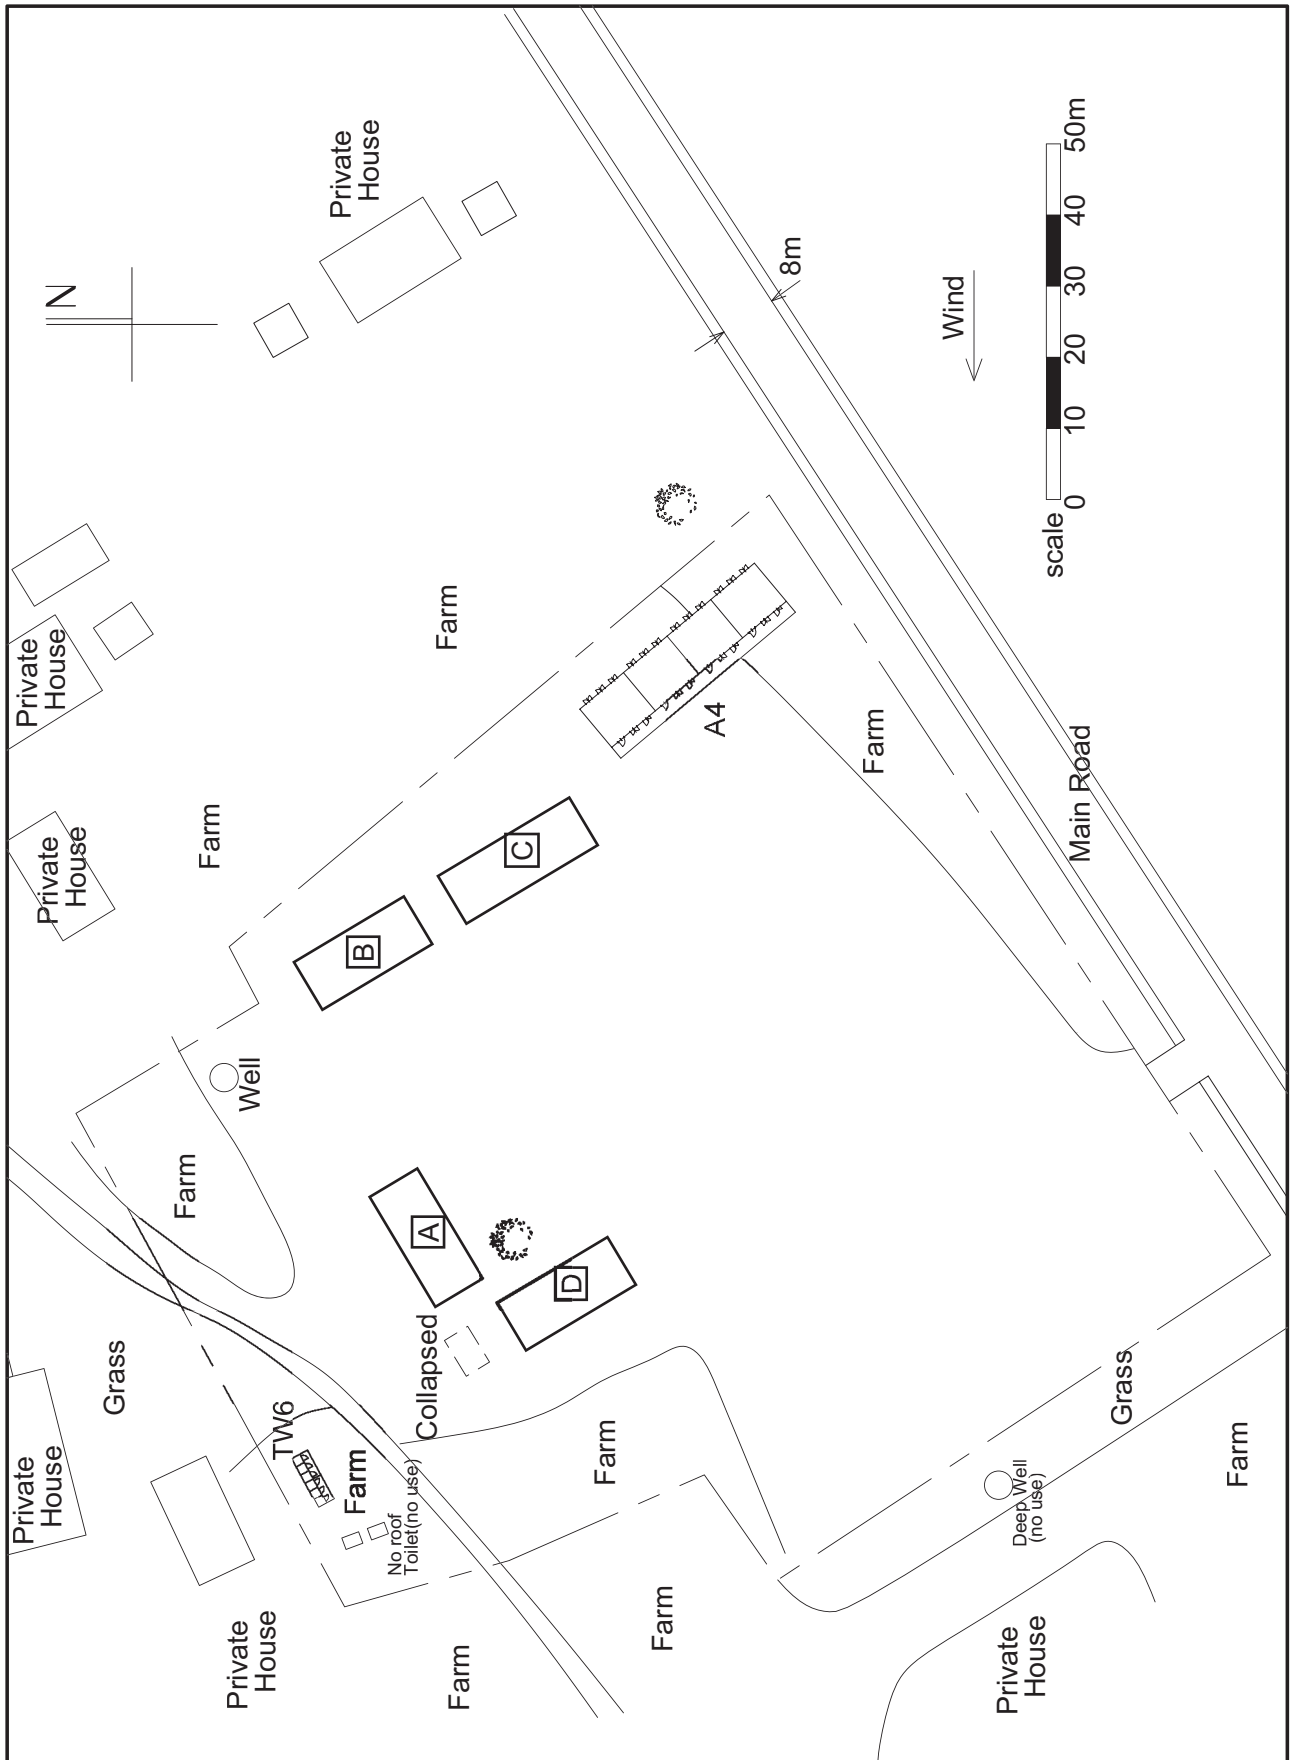 N
Private
House
Private
House
Private
House
Private
House
Private
House
Private
House
Farm
Farm
Farm
Farm
Farm
Farm
Farm
Farm
Farm
Grass
Grass
Well
Deep Well
(no use)
No roof
Toilet(no use)
Collapsed
TW6
A4
A
B
C
D
Main Road
8m
Wind
scale
0
10
20
30
40
50m